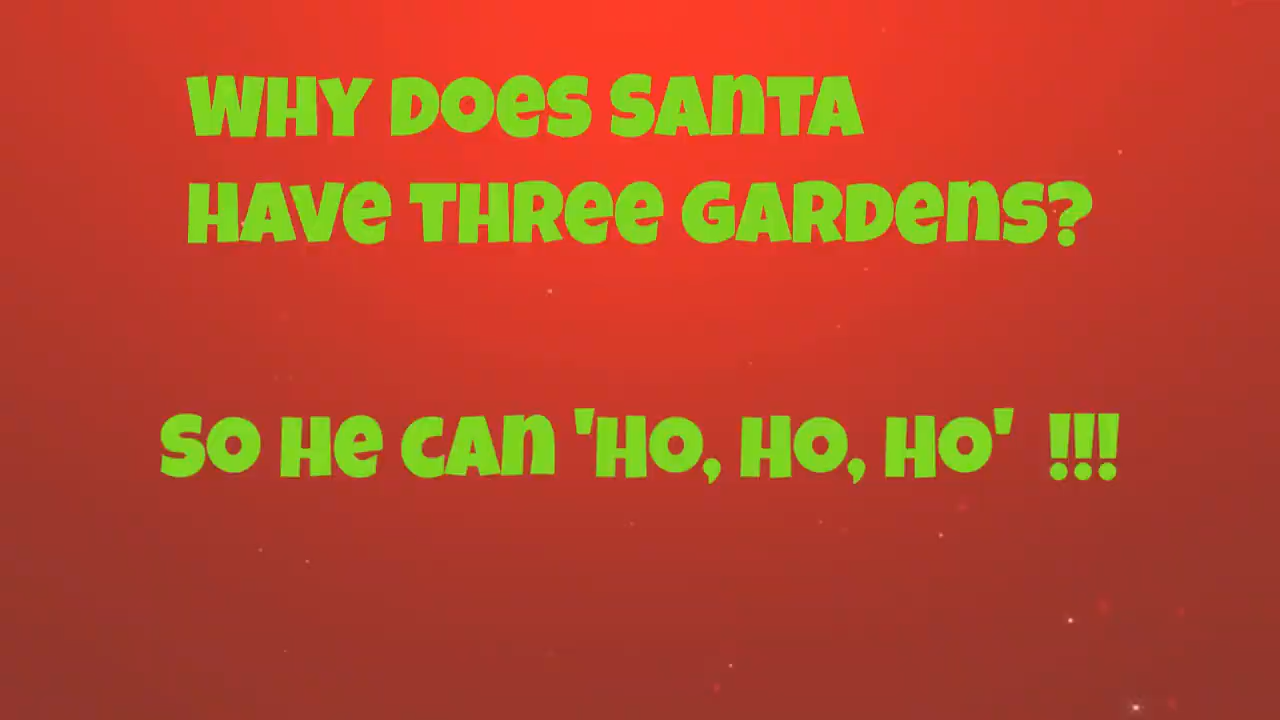 WHY DOES SANTA
HAVE THREE GARDENS?
SO HE CAN 'HO, HO, HO' !!!